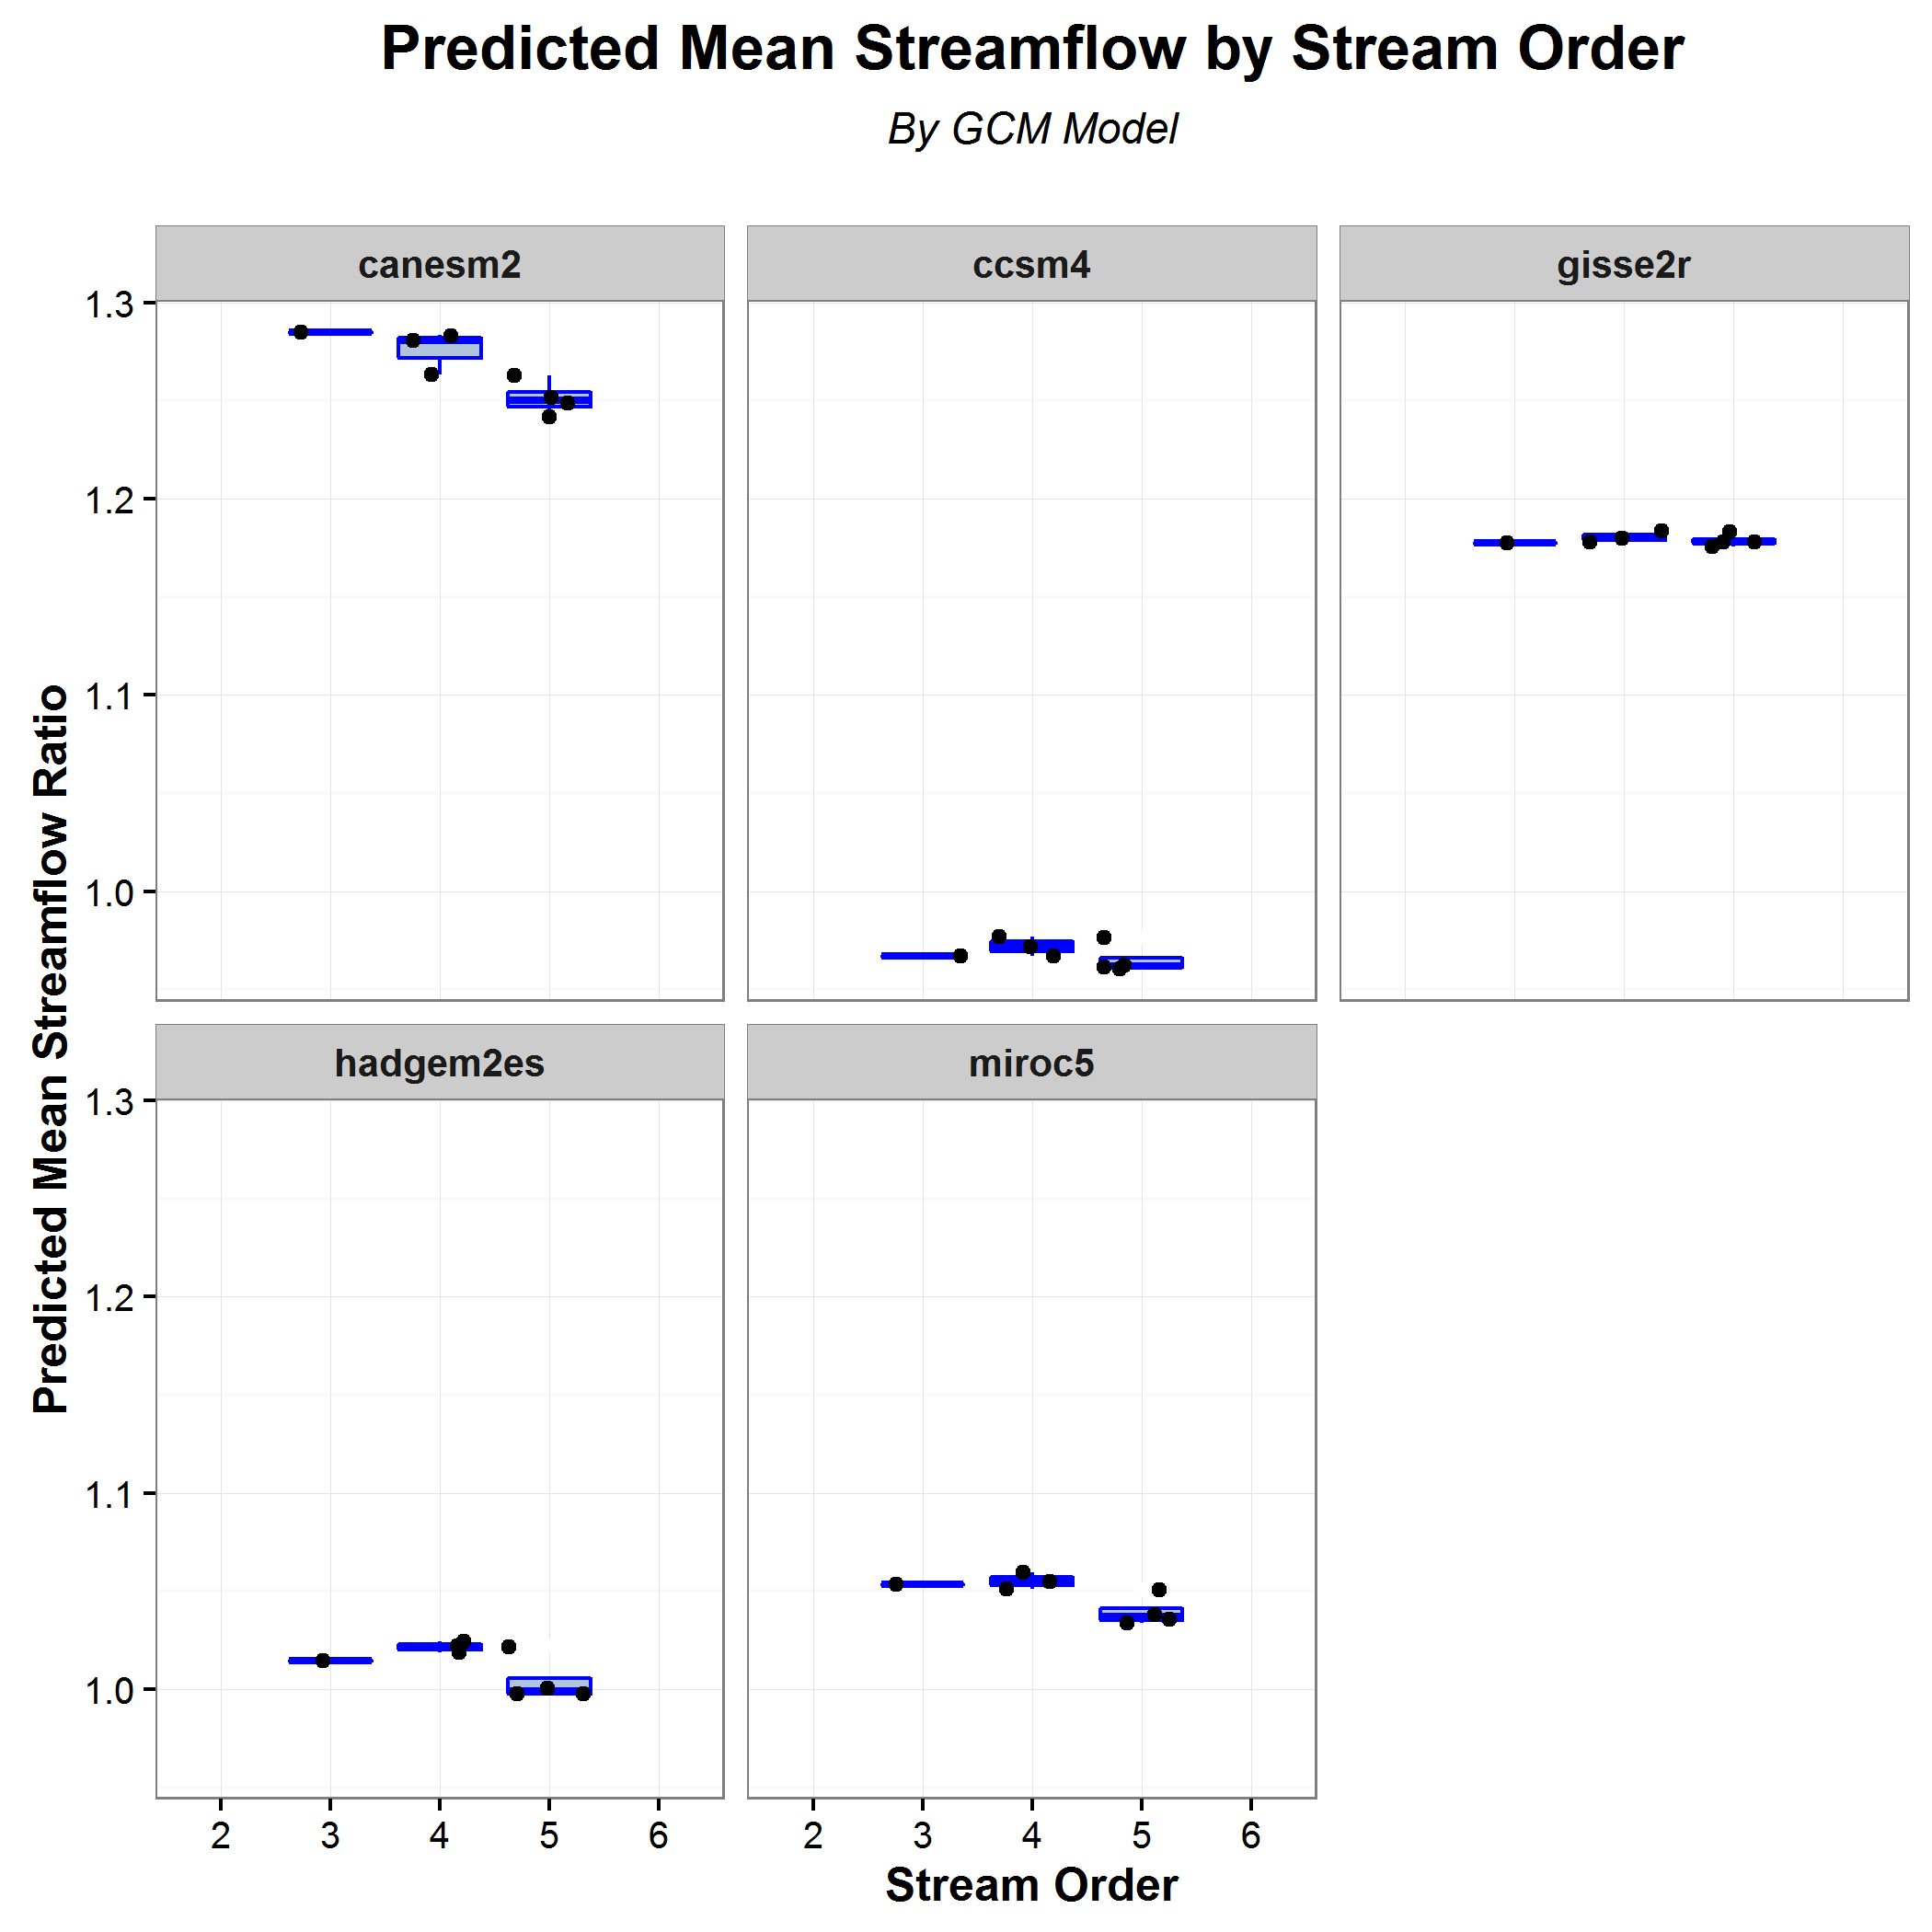 Predicted Mean Streamflow by Stream Order
By GCM Model
canesm2
ccsm4
gisse2r
1.3
1.2
1.1
1.0
hadgem2es
miroc5
1.3
1.2
1.1
1.0
Predicted Mean Streamflow Ratio
2 3 4 5 6
2 3 4 5 6
Stream Order